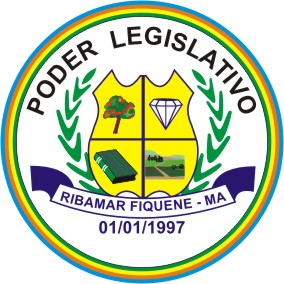 PODER LEGISLATIVO
RIBAMAR FIQUENE - MA
01/01/1997